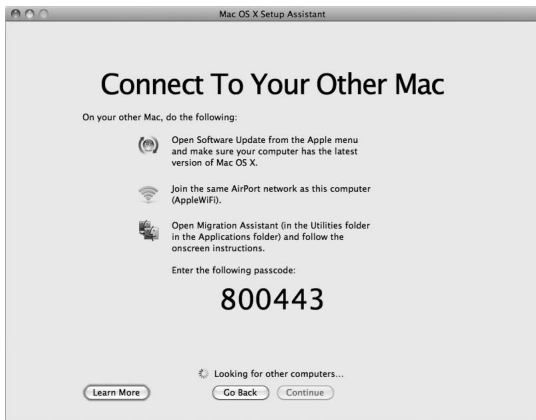 Mac OS X Setup Assistant
Connect To Your Other Mac
On your other Mac, do the following:
Open Software Update from the Apple menu
and make sure your computer has the latest
version of Mac OS X.
Join the same AirPort network as this computer
(AppleWiFi).
Open Migration Assistant (in the Utilities folder
in the Applications folder) and follow the
onscreen instructions.
Enter the following passcode:
800443
Looking for other computers...
Learn More
Go Back
Continue